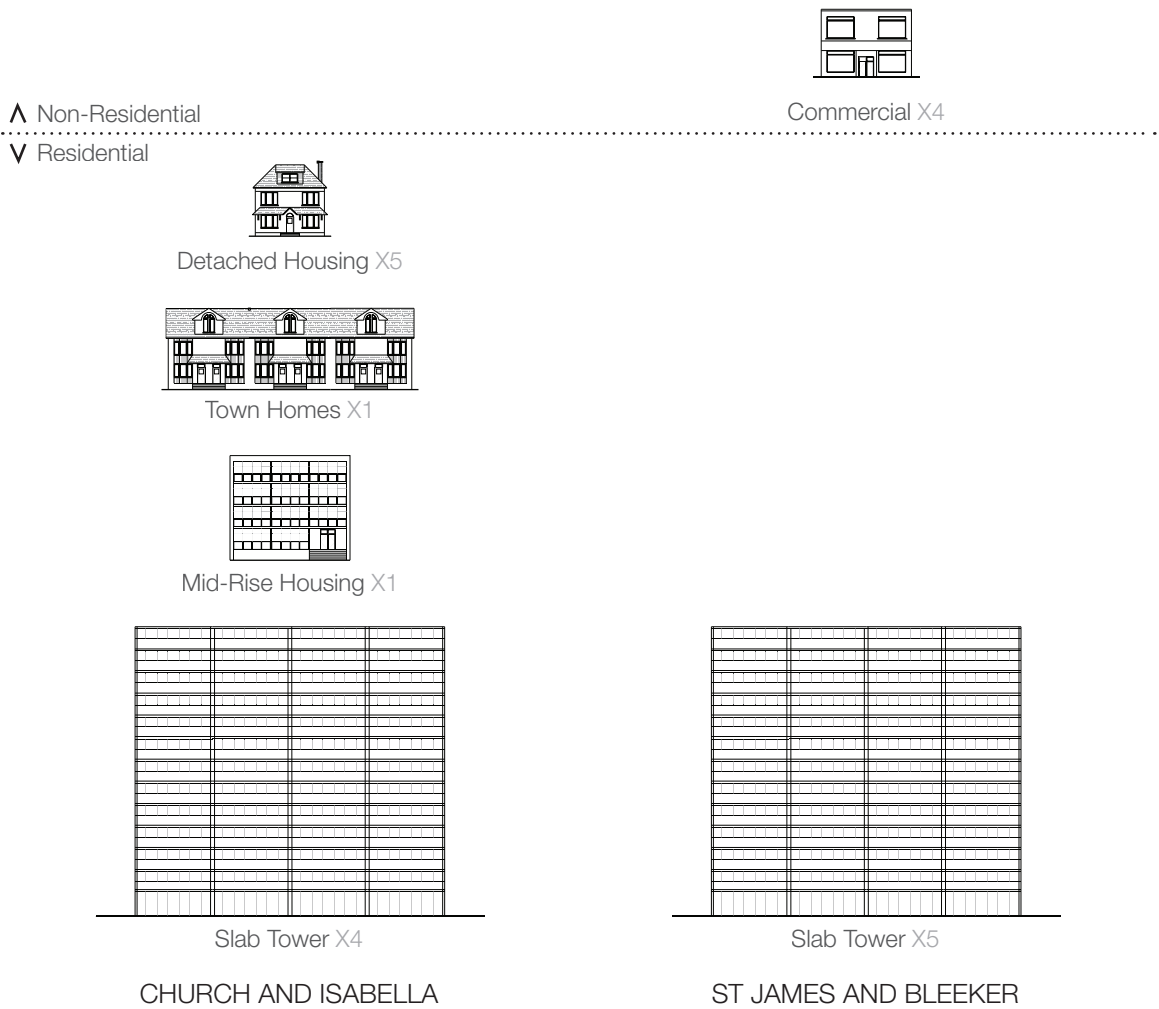 Commercial X4
∧ Non-Residential
∨ Residential
Detached Housing X5
Town Homes X1
Mid-Rise Housing X1
Slab Tower X4
Slab Tower X5
CHURCH AND ISABELLA
ST JAMES AND BLEEKER